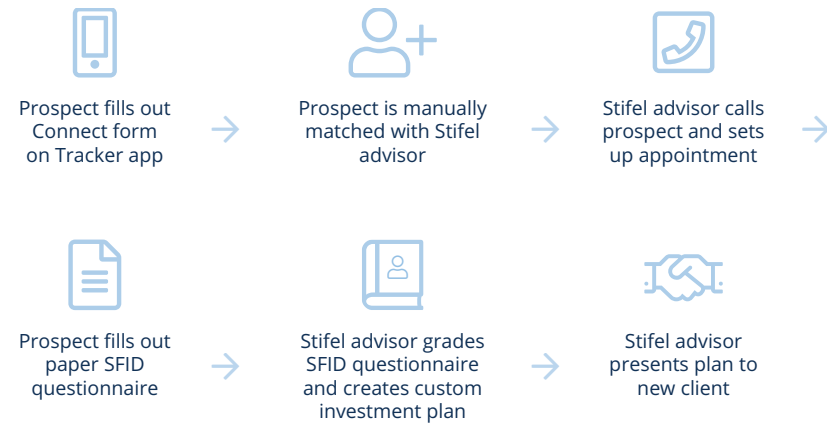 Prospect fills out
Connect form
on Tracker app
Prospect is manually
matched with Stifel
advisor
Stifel advisor calls
prospect and sets
up appointment
Prospect fills out
paper SFID
questionnaire
Stifel advisor grades
SFID questionnaire
and creates custom
investment plan
Stifel advisor
presents plan to
new client